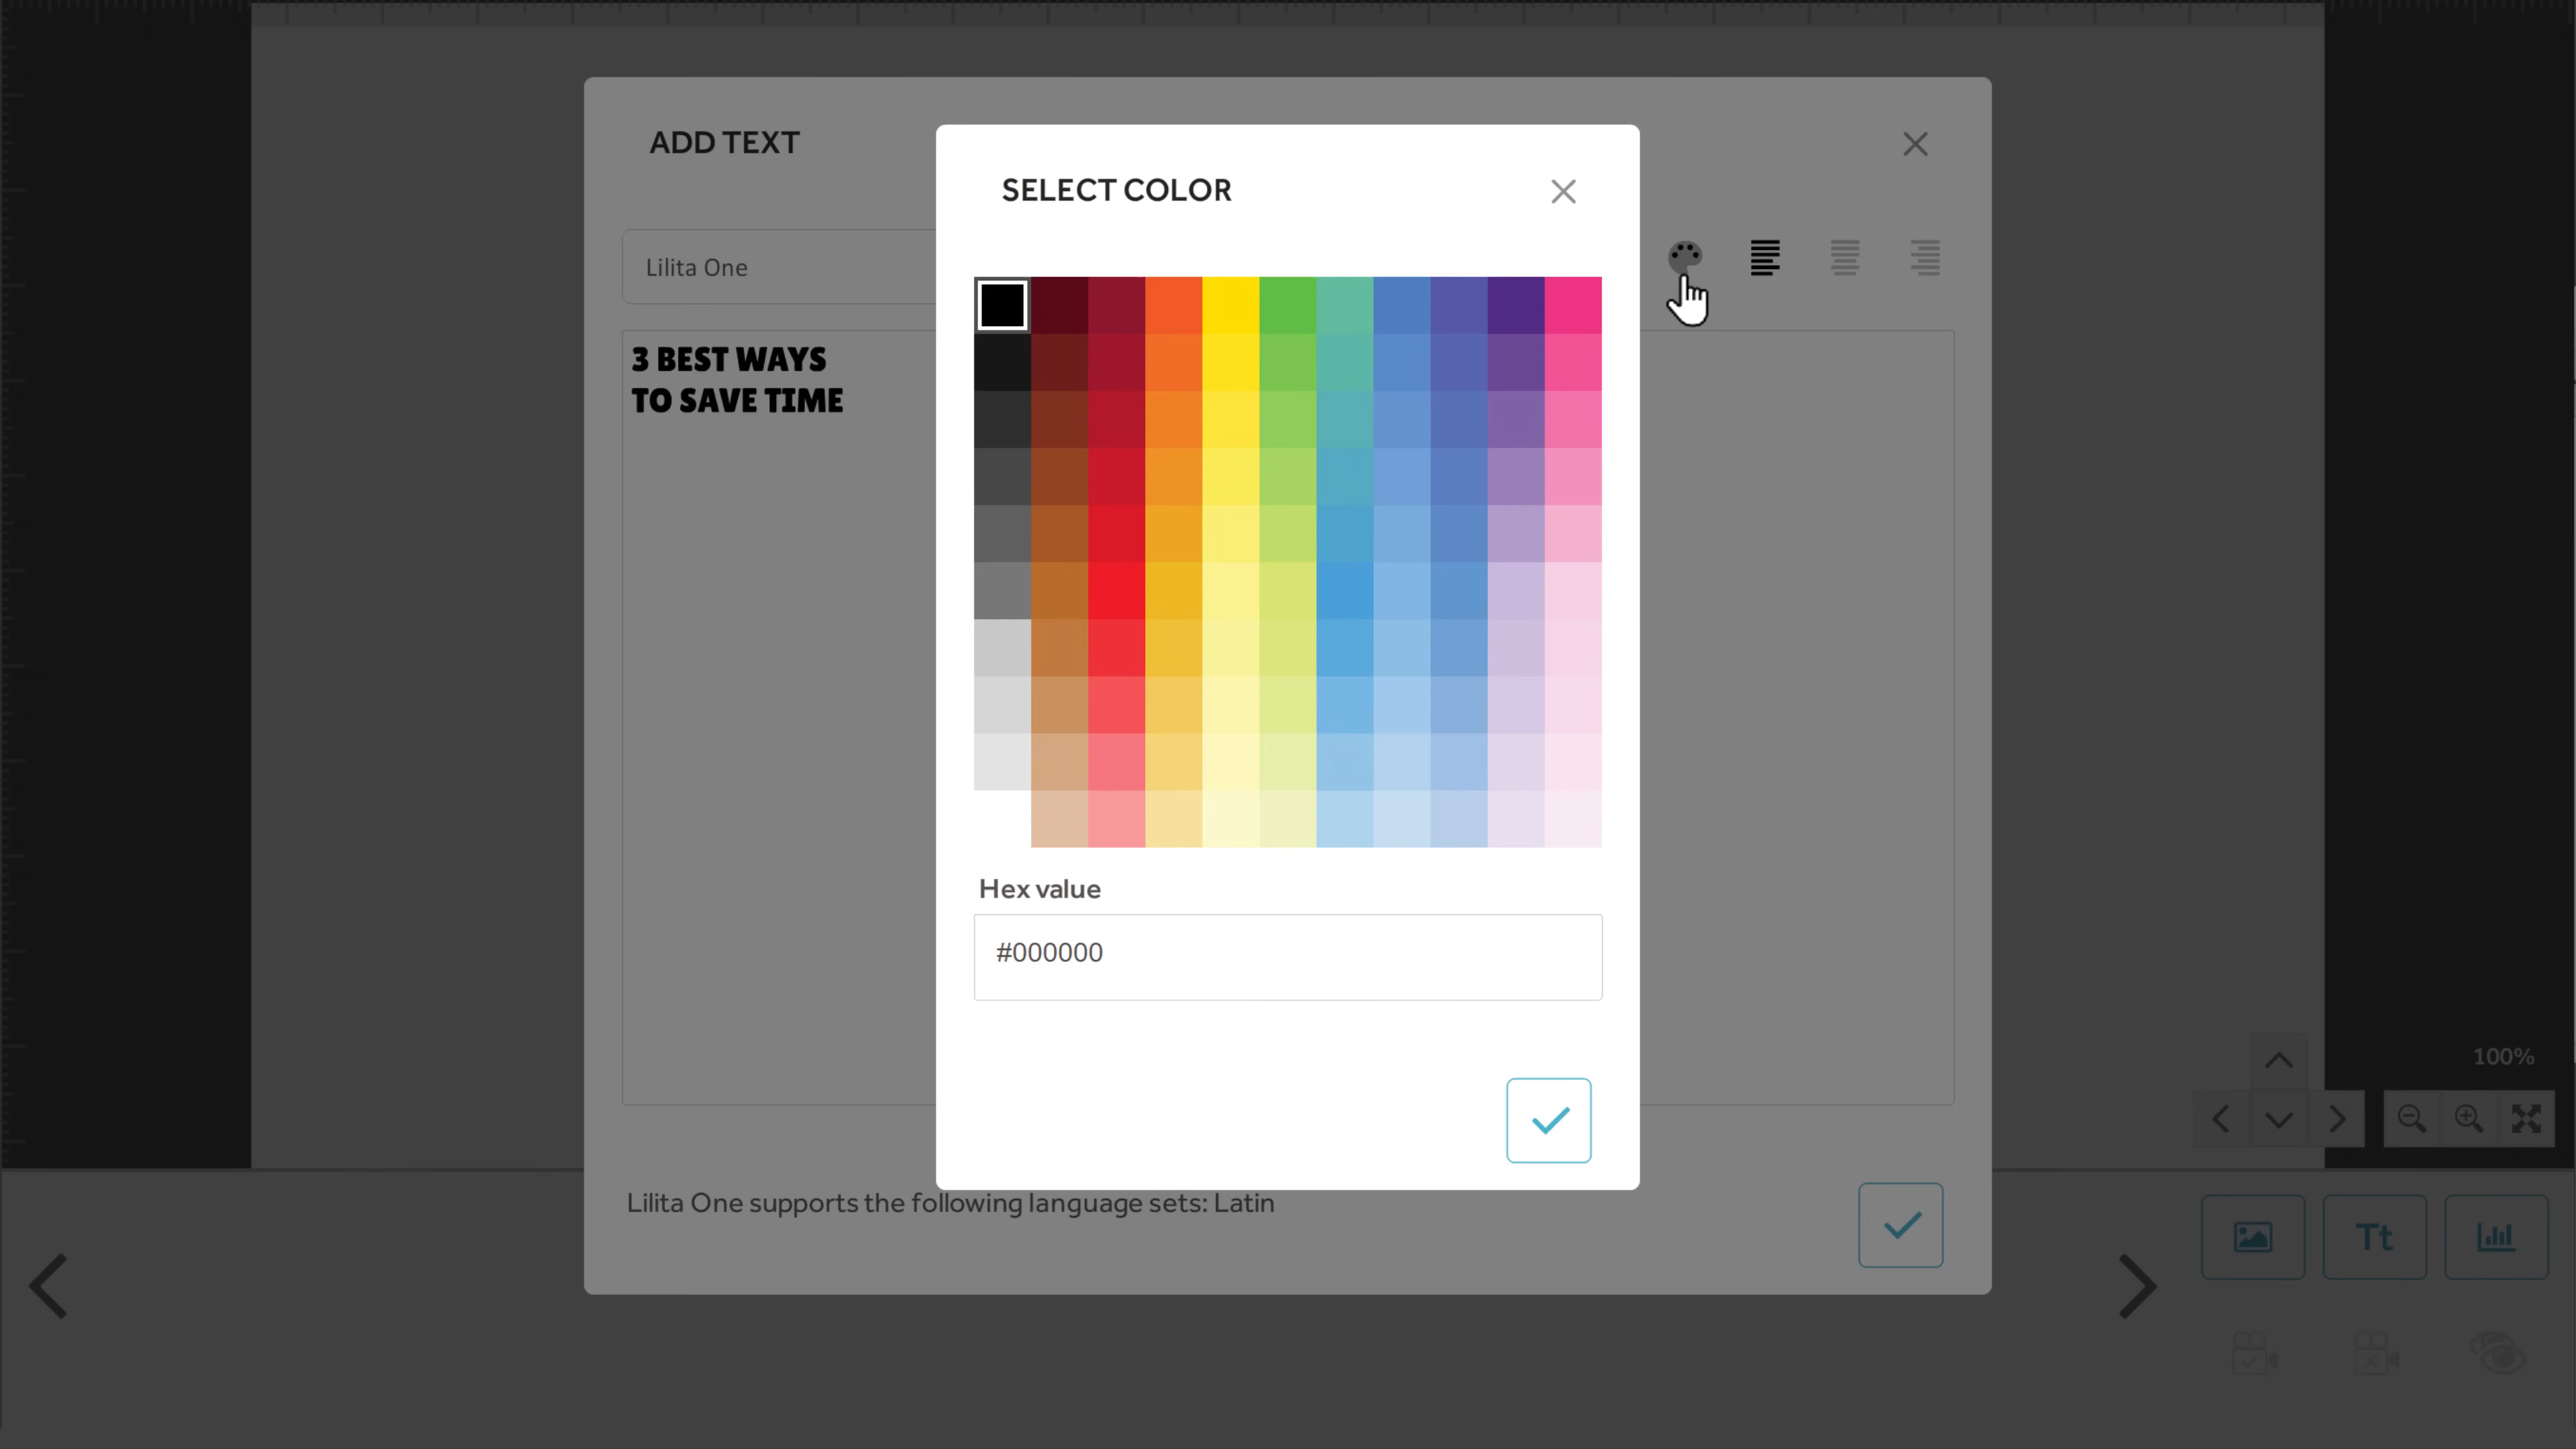 ADD TEXT
SELECT COLOR
Lilita One
3 BEST WAYS
TO SAVE TIME
Hex value
#000000
100%
Lilita One supports the following language sets: Latin
Tt